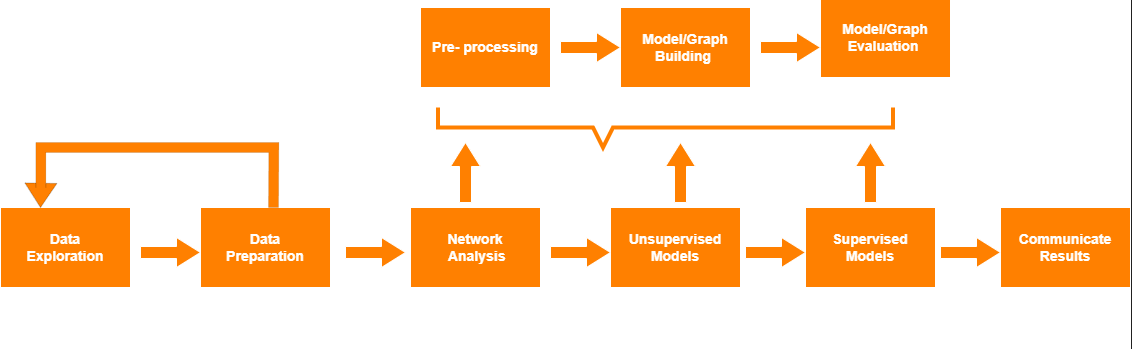 Pre- processing
Model/Graph
Building
Model/Graph
Evaluation
Data
Exploration
Data
Preparation
Network
Analysis
Unsupervised
Models
Supervised
Models
Communicate
Results